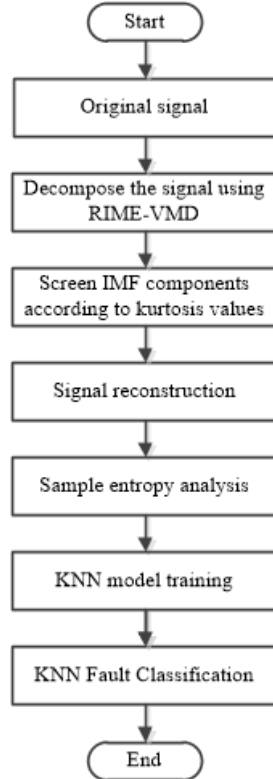 Start
Original signal
Decompose the signal using
RIME-VMD
Screen IMF components
according to kurtosis values
Signal reconstruction
Sample entropy analysis
KNN model training
KNN Fault Classification
End